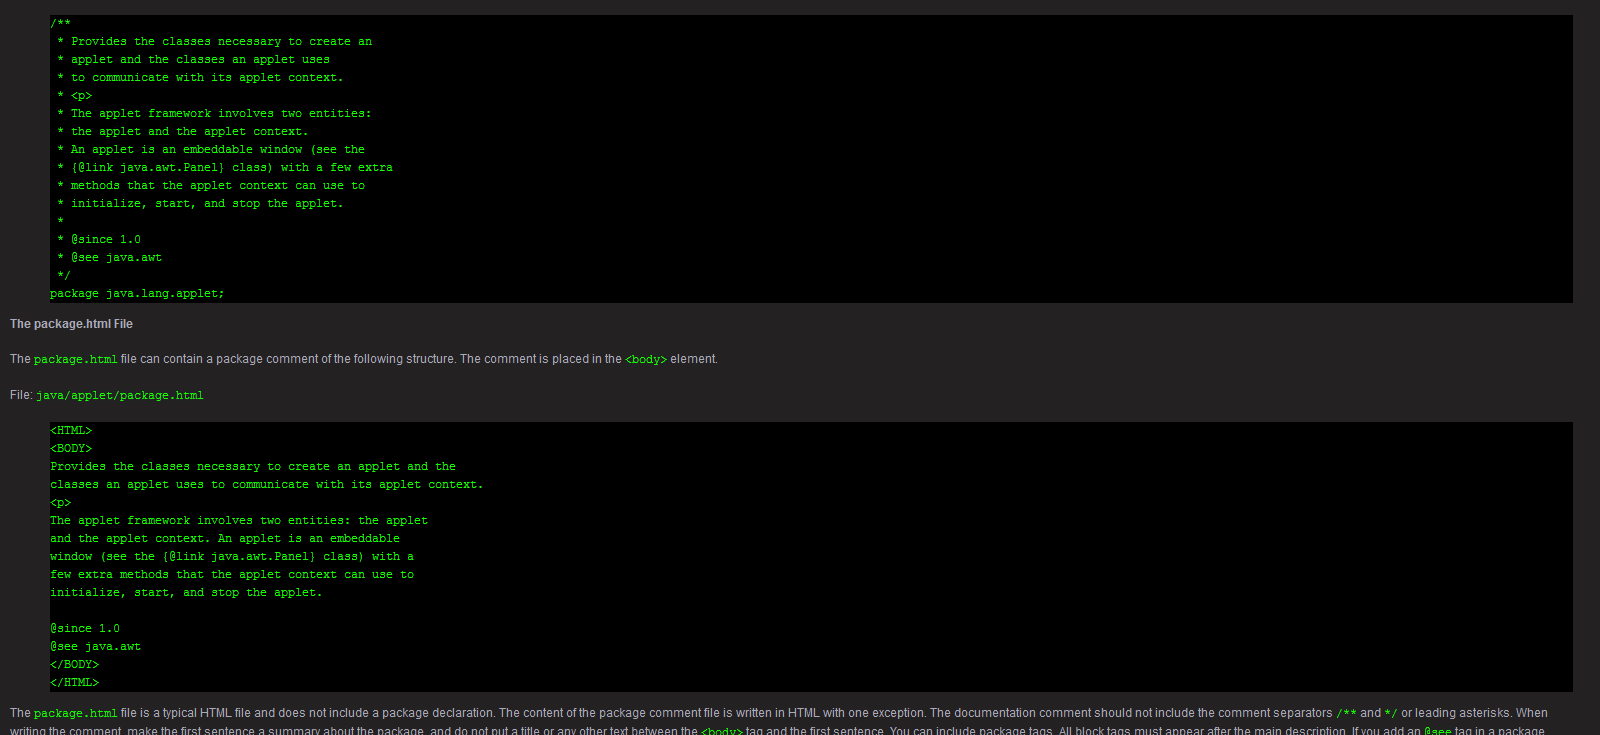 /**
 * Provides the classes necessary to create an
 * applet and the classes an applet uses
 * to communicate with its applet context.
 * <p>
 * The applet framework involves two entities:
 * the applet and the applet context.
 * An applet is an embeddable window (see the
 * {@link java.awt.Panel} class) with a few extra
 * methods that the applet context can use to
 * initialize, start, and stop the applet.
 *
 * @since 1.0
 * @see java.awt
 */
package java.lang.applet;
The package.html File
The package.html file can contain a package comment of the following structure. The comment is placed in the <body> element.
File: java/applet/package.html
<HTML>
<BODY>
Provides the classes necessary to create an applet and the
classes an applet uses to communicate with its applet context.
<p>
The applet framework involves two entities: the applet
and the applet context. An applet is an embeddable
window (see the {@link java.awt.Panel} class) with a
few extra methods that the applet context can use to
initialize, start, and stop the applet.
@since 1.0
@see java.awt
</BODY>
</HTML>
The package.html file is a typical HTML file and does not include a package declaration. The content of the package comment file is written in HTML with one exception. The documentation comment should not include the comment separators /** and */ or leading asterisks. When
writing the comment, make the first sentence a summary about the package, and do not put a title or any other text between the <body> tag and the first sentence. You can include package tags. All block tags must appear after the main description. If you add an @see tag in a package